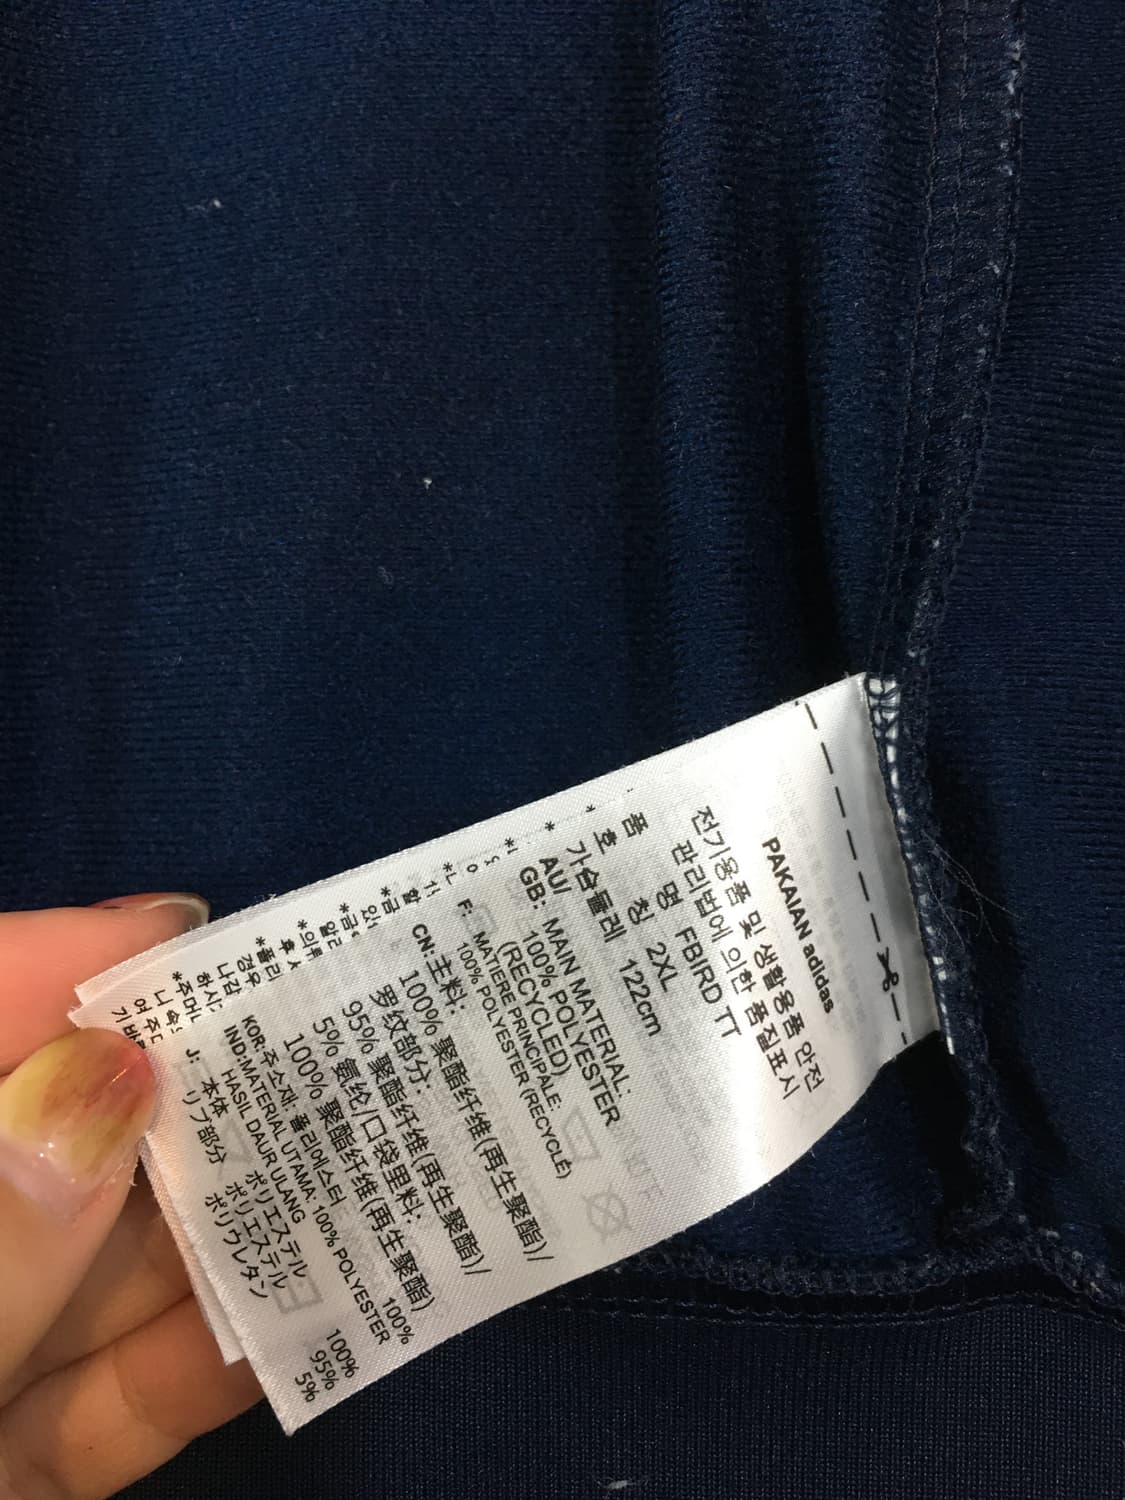 PAKAIAN adidas
전기용품 및 생활용품 안전
관리법에 의한 품질표시
품 명 FBIRD TT
호 칭 2XL
가슴둘레 122cm
AU/
GB: MAIN MATERIAL:
100% POLYESTER
(RECYCLED)
F: MATIERE PRINCIPALE:
100% POLYESTER (RECYCLÉ)
CN:主料:
100% 聚酯纤维(再生聚酯)/
罗纹部分:
95% 聚酯纤维(再生聚酯)/
5% 氨纶/口袋里料:
100% 聚酯纤维(再生聚酯)
KOR:주소재: 폴리에스터 100%
IND:MATERIAL UTAMA: 100% POLYESTER
HASIL DAUR ULANG
J: 本体 ポリエステル 100%
リブ部分 ポリエステル 95%
ポリウレタン 5%